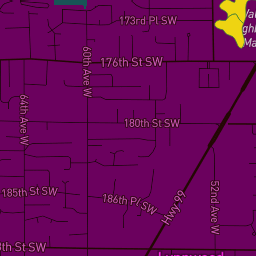 173rd Pl SW
176th St SW
60th Ave W
64th Ave W
180th St SW
185th St SW
186th Pl SW
Hwy 99
52nd Ave W